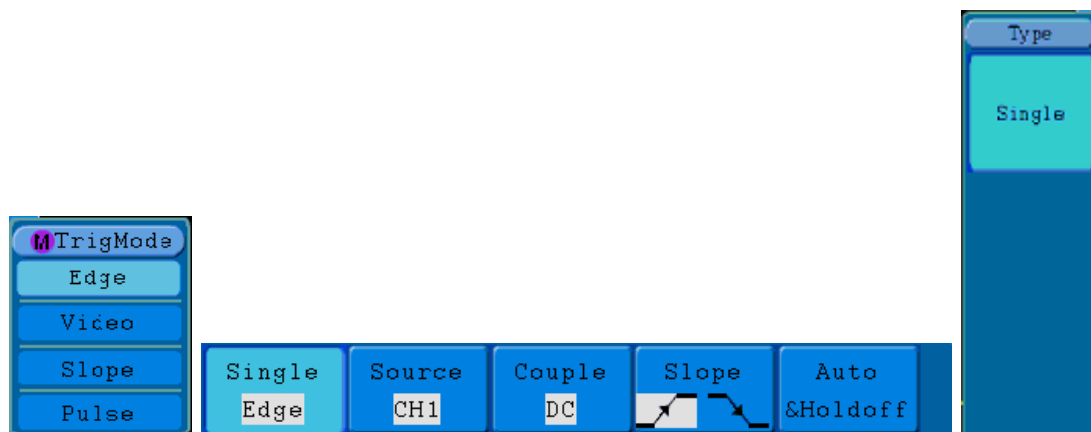 Type
Single
M TrigMode
Edge
Video
Slope
Pulse
Single Source Couple Slope Auto
Edge CH1 DC &Holdoff